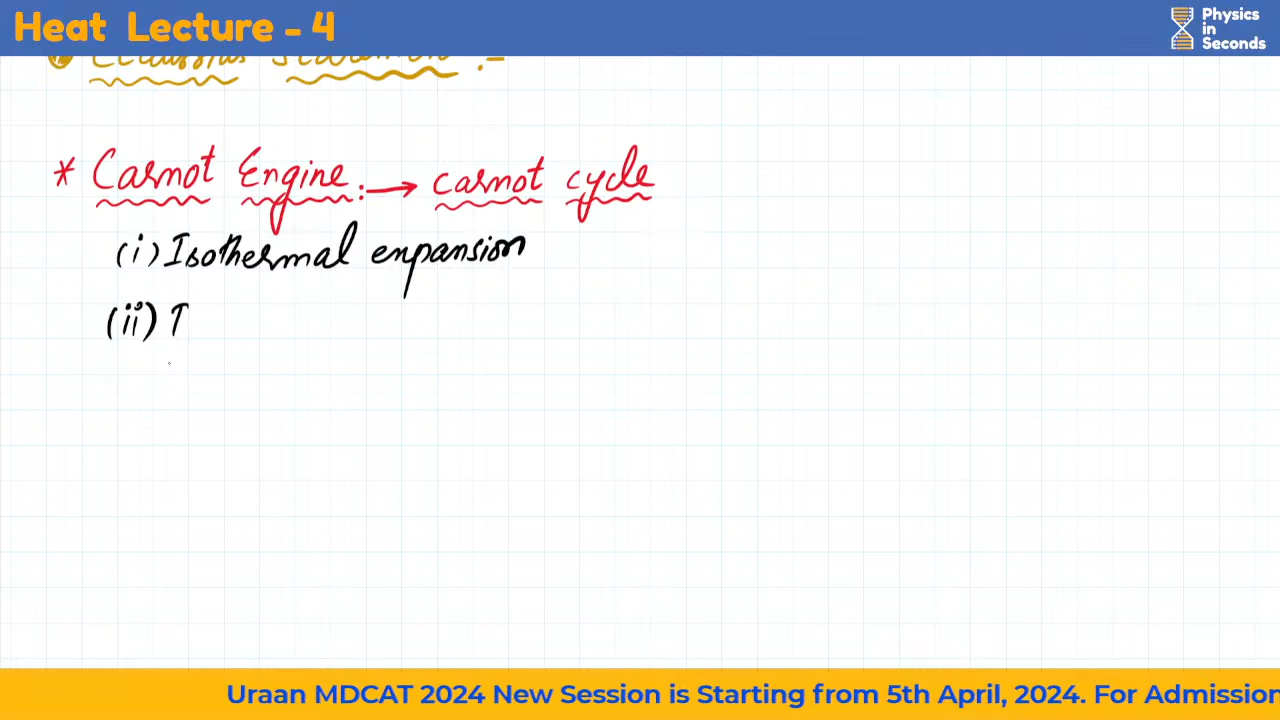 Heat Lecture - 4
Physics
in
Seconds
* Carnot Engine :→ carnot cycle
(i) Isothermal expansion
(ii) I
Uraan MDCAT 2024 New Session is Starting from 5th April, 2024. For Admission